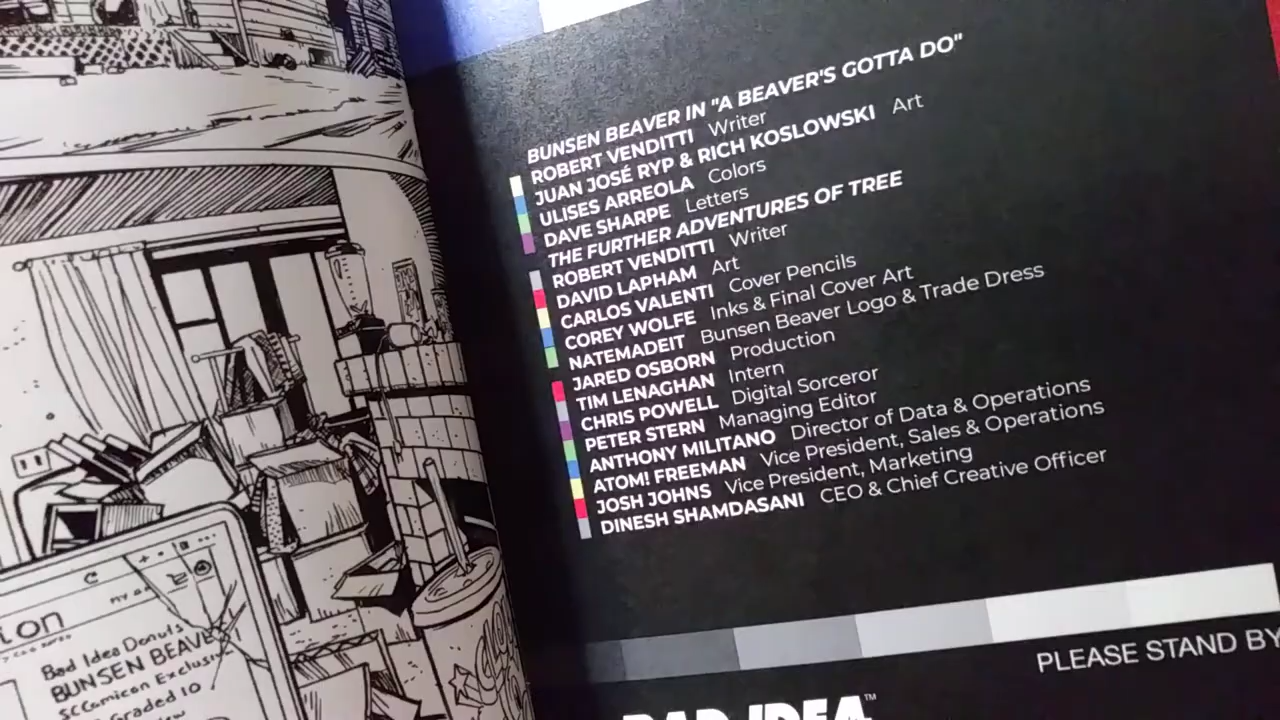 BUNSEN BEAVER IN "A BEAVER'S GOTTA DO"
ROBERT VENDITTI Writer
JUAN JOSÉ RYP & RICH KOSLOWSKI Art
ULISES ARREOLA Colors
DAVE SHARPE Letters
THE FURTHER ADVENTURES OF TREE
ROBERT VENDITTI Writer
DAVID LAPHAM Art
CARLOS VALENTI Cover Pencils
COREY WOLFE Inks & Final Cover Art
NATEMADEIT Bunsen Beaver Logo & Trade Dress
JARED OSBORN Production
TIM LENAGHAN Intern
CHRIS POWELL Digital Sorceror
PETER STERN Managing Editor
ANTHONY MILITANO Director of Data & Operations
ATOM! FREEMAN Vice President, Sales & Operations
JOSH JOHNS Vice President, Marketing
DINESH SHAMDASANI CEO & Chief Creative Officer
PLEASE STAND BY
BAD IDEA™
Bad Idea Donuts
BUNSEN BEAVE
Graded 10